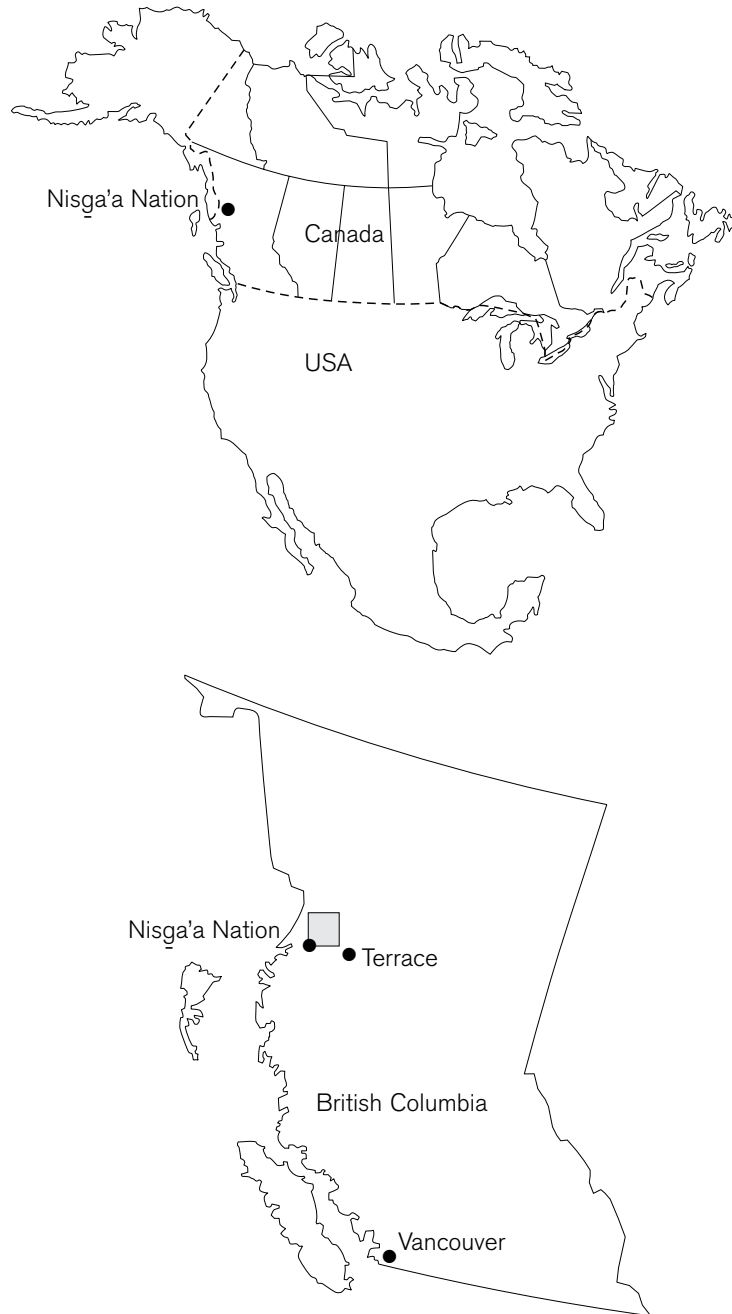 Nisg̱a'a Nation
Canada
USA
Nisg̱a'a Nation
Terrace
British Columbia
Vancouver